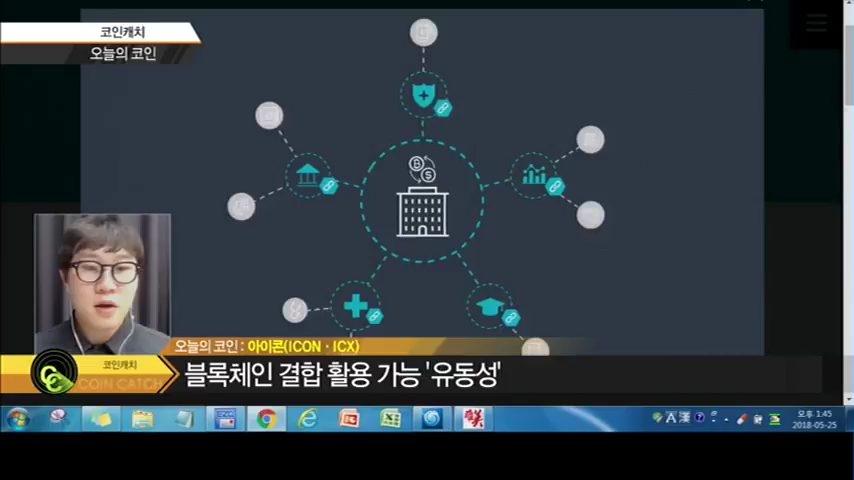 코인캐치
오늘의 코인
오늘의 코인 : 아이콘(ICON · ICX)
코인캐치
COIN CATCH
블록체인 결합 활용 가능 '유동성'
A 漢
오후 1:45
2018-05-25